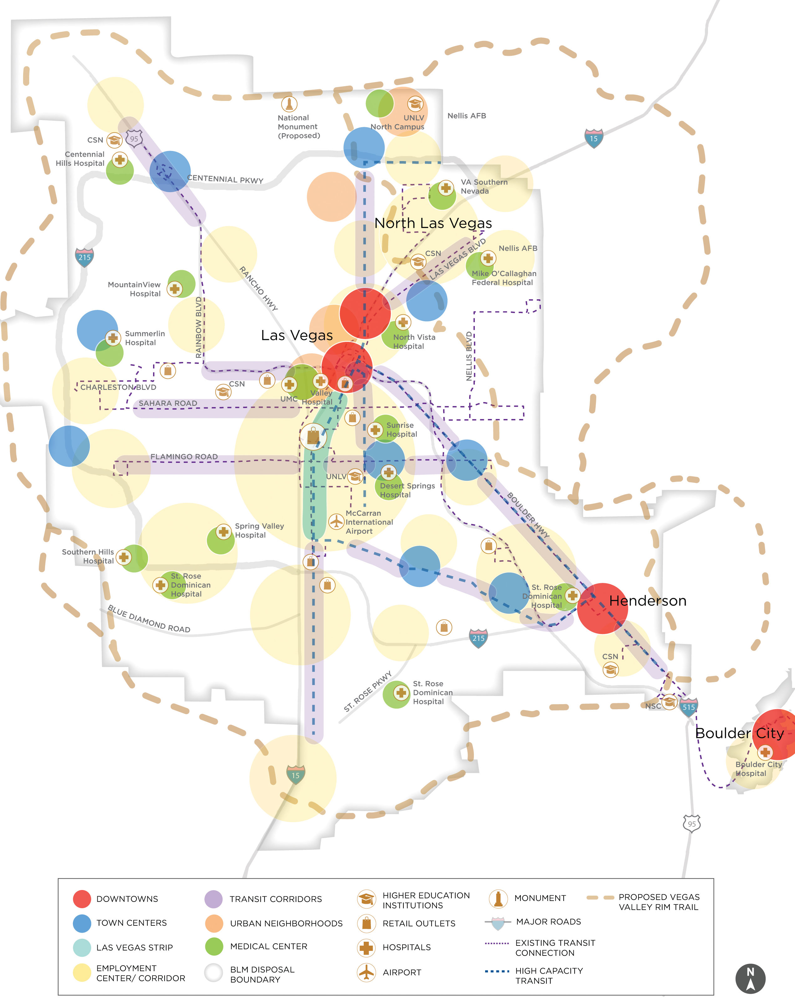 National
Monument
(Proposed)
UNLV
North Campus
Nellis AFB
CSN
95
15
Centennial
Hills Hospital
CENTENNIAL PKWY
VA Southern
Nevada
North Las Vegas
215
RANCHO HWY
CSN
LAS VEGAS BLVD
Nellis AFB
Mike O'Callaghan
Federal Hospital
MountainView
Hospital
RAINBOW BLVD
Las Vegas
Summerlin
Hospital
North Vista
Hospital
NELLIS BLVD
CHARLESTON BLVD
CSN
UMC
Valley
Hospital
SAHARA ROAD
Sunrise
Hospital
FLAMINGO ROAD
UNLV
Desert Springs
Hospital
BOULDER HWY
McCarran
International
Airport
Spring Valley
Hospital
Southern Hills
Hospital
St. Rose
Dominican
Hospital
St. Rose
Dominican
Hospital
Henderson
BLUE DIAMOND ROAD
215
CSN
ST. ROSE PKWY
St. Rose
Dominican
Hospital
NSC
515
Boulder City
Boulder City
Hospital
15
95
DOWNTOWNS
TOWN CENTERS
LAS VEGAS STRIP
EMPLOYMENT
CENTER/ CORRIDOR
TRANSIT CORRIDORS
URBAN NEIGHBORHOODS
MEDICAL CENTER
BLM DISPOSAL
BOUNDARY
HIGHER EDUCATION
INSTITUTIONS
RETAIL OUTLETS
HOSPITALS
AIRPORT
MONUMENT
MAJOR ROADS
EXISTING TRANSIT
CONNECTION
HIGH CAPACITY
TRANSIT
PROPOSED VEGAS
VALLEY RIM TRAIL
N